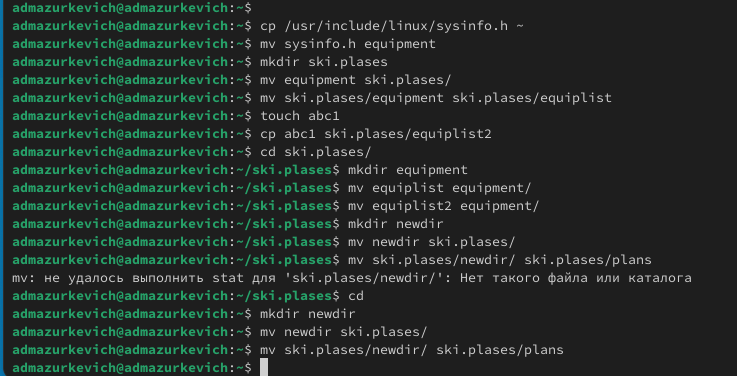 admazurkevich@admazurkevich:~$
admazurkevich@admazurkevich:~$ cp /usr/include/linux/sysinfo.h ~
admazurkevich@admazurkevich:~$ mv sysinfo.h equipment
admazurkevich@admazurkevich:~$ mkdir ski.plases
admazurkevich@admazurkevich:~$ mv equipment ski.plases/
admazurkevich@admazurkevich:~$ mv ski.plases/equipment ski.plases/equiplist
admazurkevich@admazurkevich:~$ touch abc1
admazurkevich@admazurkevich:~$ cp abc1 ski.plases/equiplist2
admazurkevich@admazurkevich:~$ cd ski.plases/
admazurkevich@admazurkevich:~/ski.plases$ mkdir equipment
admazurkevich@admazurkevich:~/ski.plases$ mv equiplist equipment/
admazurkevich@admazurkevich:~/ski.plases$ mv equiplist2 equipment/
admazurkevich@admazurkevich:~/ski.plases$ mkdir newdir
admazurkevich@admazurkevich:~/ski.plases$ mv newdir ski.plases/
admazurkevich@admazurkevich:~/ski.plases$ mv ski.plases/newdir/ ski.plases/plans
mv: не удалось выполнить stat для 'ski.plases/newdir/': Нет такого файла или каталога
admazurkevich@admazurkevich:~/ski.plases$ cd
admazurkevich@admazurkevich:~$ mkdir newdir
admazurkevich@admazurkevich:~$ mv newdir ski.plases/
admazurkevich@admazurkevich:~$ mv ski.plases/newdir/ ski.plases/plans
admazurkevich@admazurkevich:~$